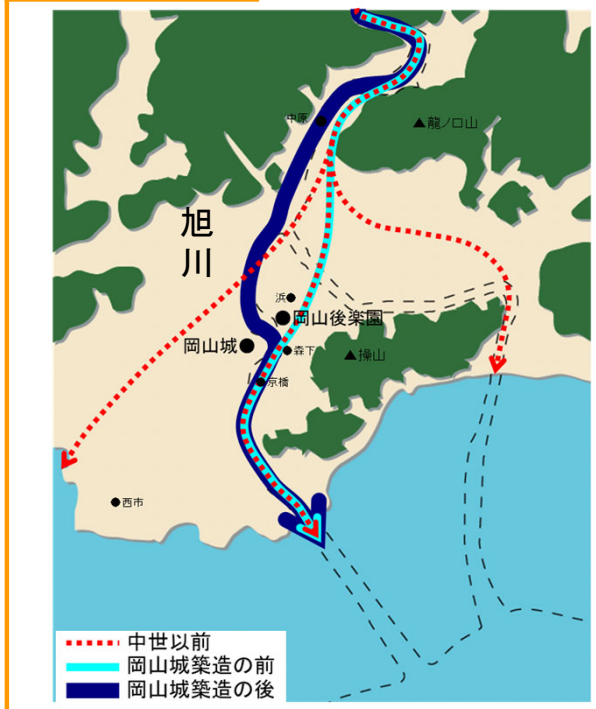 中原
▲龍ノ口山
旭川
浜
岡山後楽園
岡山城
森下
▲操山
京橋
西市
中世以前
岡山城築造の前
岡山城築造の後